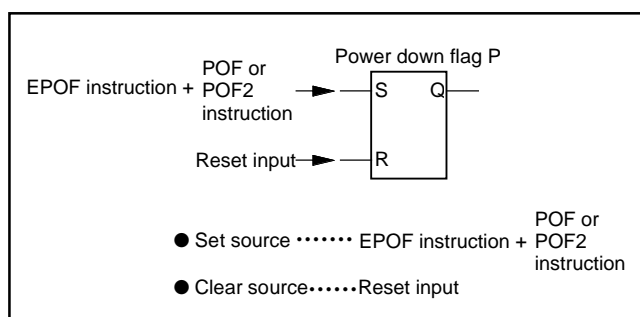 Power down flag P
EPOF instruction + POF or
POF2
instruction
S Q
Reset input
R
● Set source ······· EPOF instruction + POF or
POF2
instruction
● Clear source······Reset input